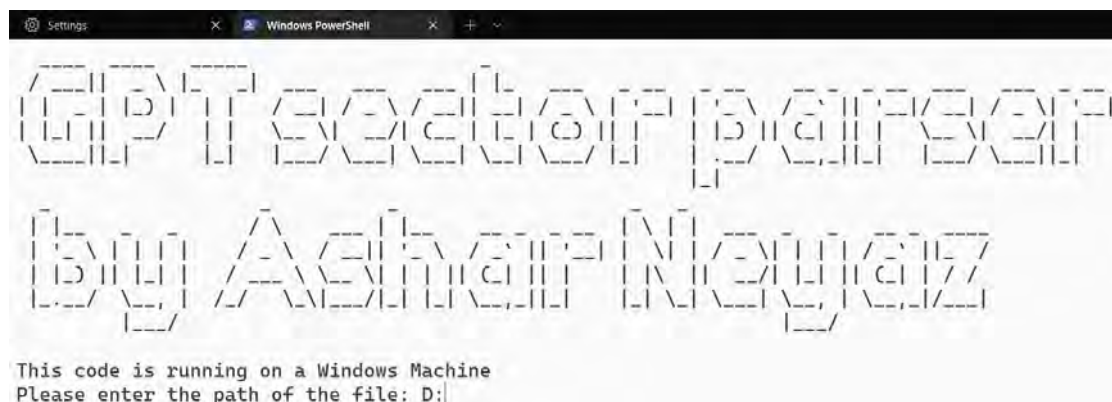 Settings
Windows PowerShell
GPT sector parser
by Ashar Neyaz
This code is running on a Windows Machine
Please enter the path of the file: D: